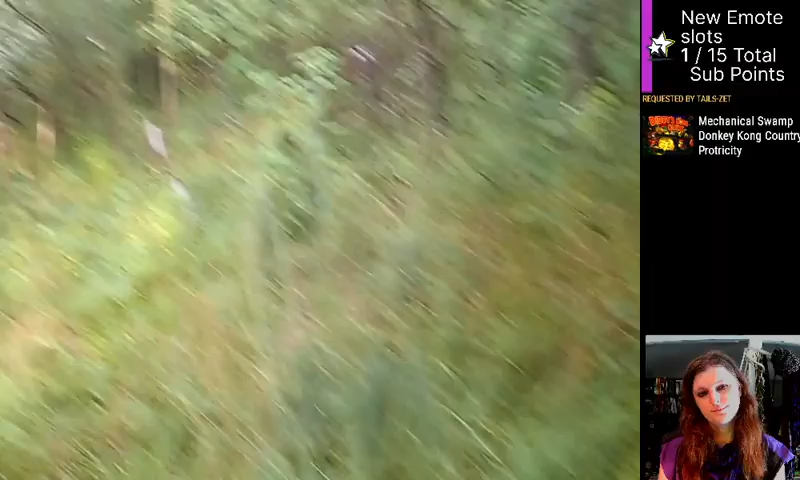 New Emote
slots
1 / 15 Total
Sub Points
REQUESTED BY TAILS-ZET
Mechanical Swamp
Donkey Kong Country
Protricity